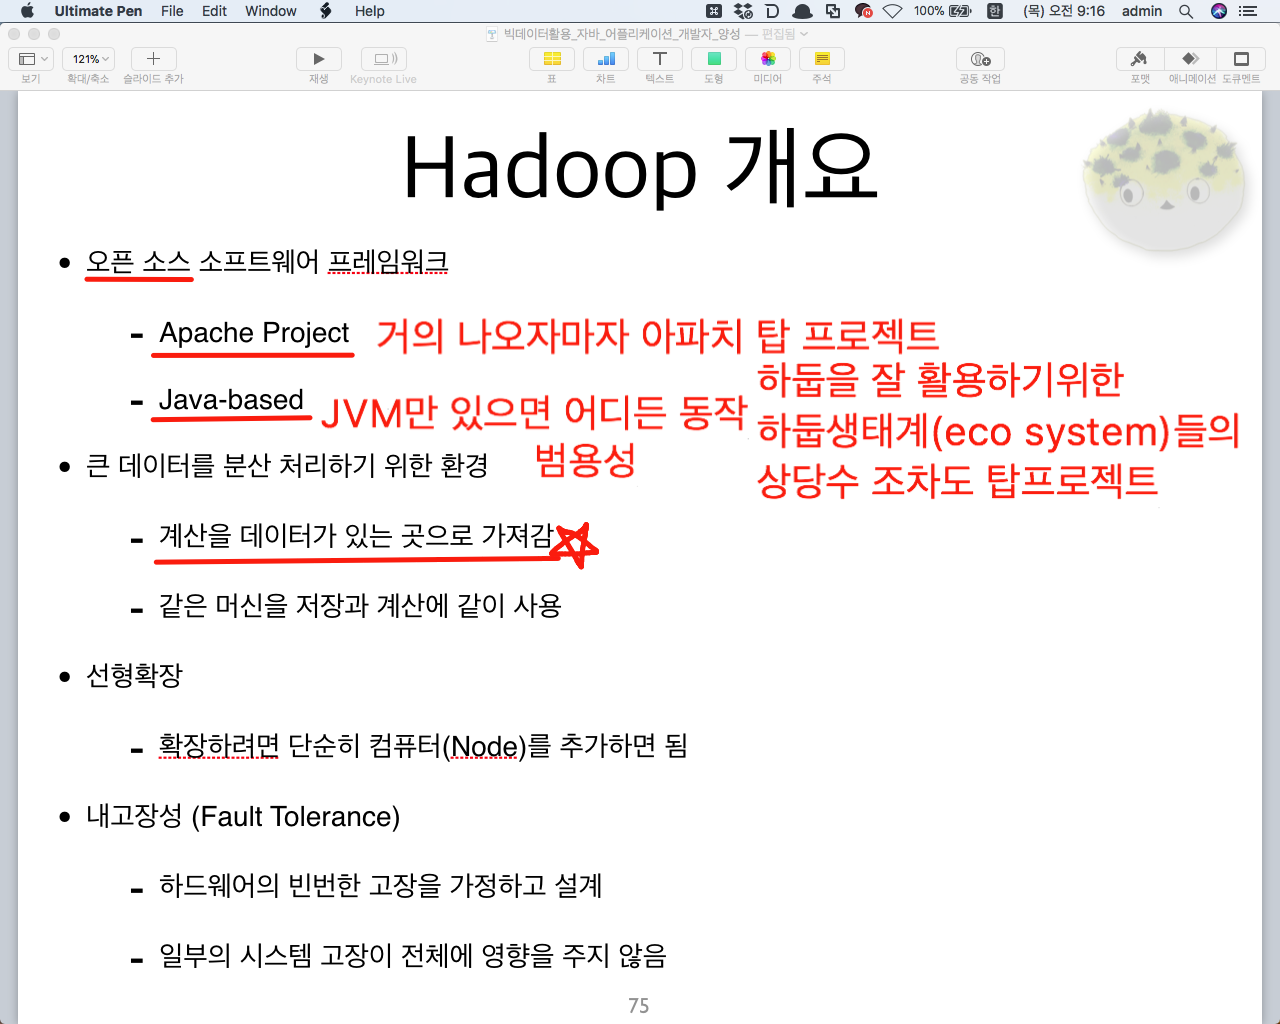 Ultimate Pen File Edit Window Help 100% 한 (목) 오전 9:16 admin
빅데이터활용_자바_어플리케이션_개발자_양성 — 편집됨
121%
보기 확대/축소 슬라이드 추가 재생 Keynote Live 표 차트 텍스트 도형 미디어 주석 공동 작업 포맷 애니메이션 도큐멘트
Hadoop 개요
• 오픈 소스 소프트웨어 프레임워크
- Apache Project 거의 나오자마자 아파치 탑 프로젝트
하둡을 잘 활용하기위한
- Java-based JVM만 있으면 어디든 동작
하둡생태계(eco system)들의
범용성
상당수 조차도 탑프로젝트
• 큰 데이터를 분산 처리하기 위한 환경
- 계산을 데이터가 있는 곳으로 가져감
- 같은 머신을 저장과 계산에 같이 사용
• 선형확장
- 확장하려면 단순히 컴퓨터(Node)를 추가하면 됨
• 내고장성 (Fault Tolerance)
- 하드웨어의 빈번한 고장을 가정하고 설계
- 일부의 시스템 고장이 전체에 영향을 주지 않음
75